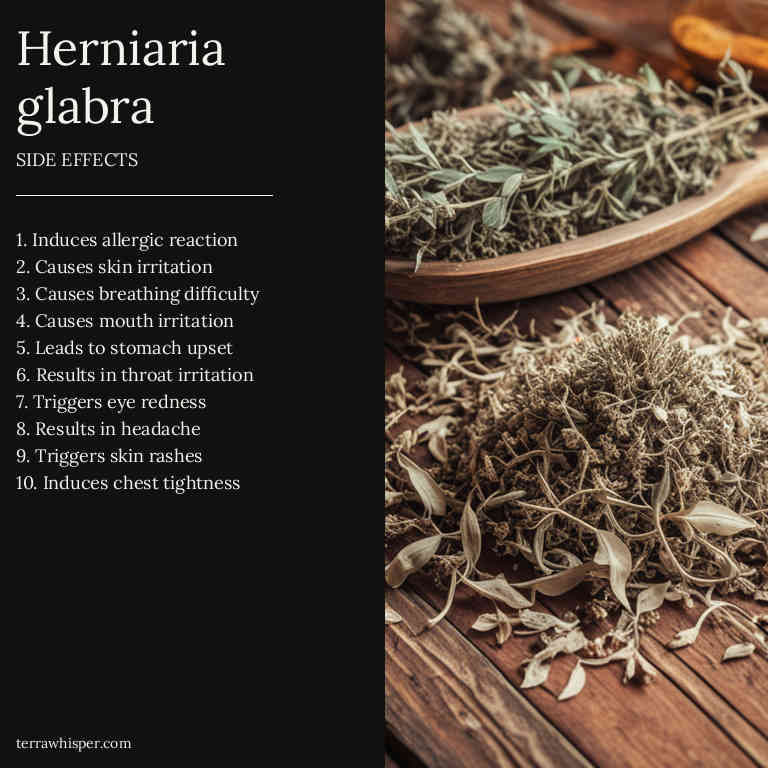 Herniaria
glabra
SIDE EFFECTS
1. Induces allergic reaction
2. Causes skin irritation
3. Causes breathing difficulty
4. Causes mouth irritation
5. Leads to stomach upset
6. Results in throat irritation
7. Triggers eye redness
8. Results in headache
9. Triggers skin rashes
10. Induces chest tightness
terrawhisper.com